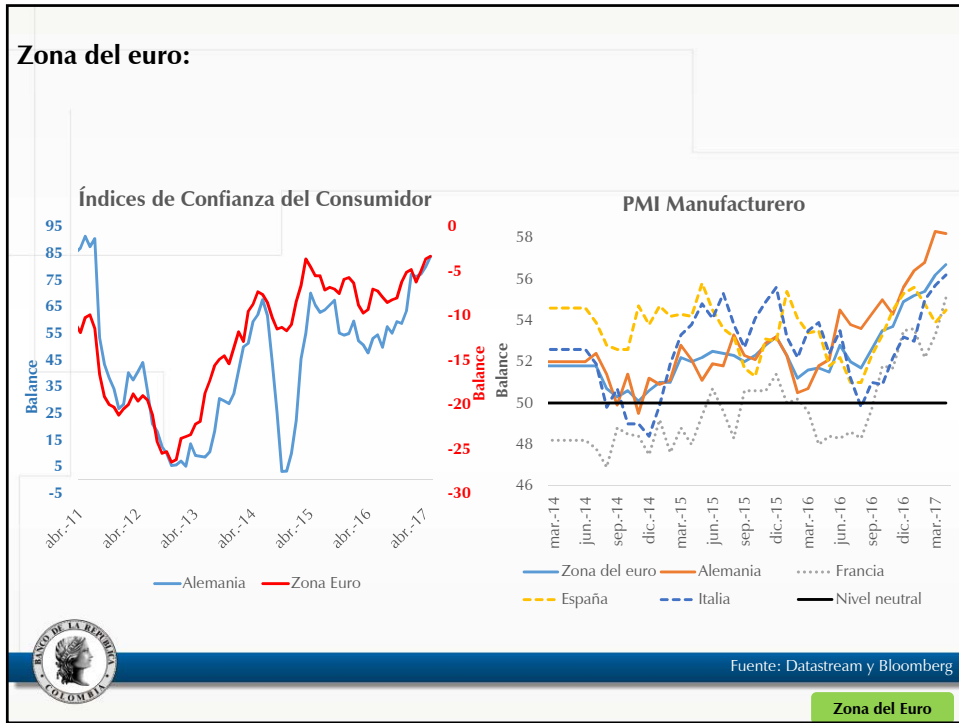 Zona del euro:
Índices de Confianza del Consumidor
95
85
75
65
55
45
35
25
15
5
-5
Balance
0
-5
-10
-15
-20
-25
-30
Balance
abr.-11
abr.-12
abr.-13
abr.-14
abr.-15
abr.-16
abr.-17
Alemania
Zona Euro
PMI Manufacturero
58
56
54
52
50
48
46
Balance
mar.-14
jun.-14
sep.-14
dic.-14
mar.-15
jun.-15
sep.-15
dic.-15
mar.-16
jun.-16
sep.-16
dic.-16
mar.-17
Zona del euro
Alemania
Francia
España
Italia
Nivel neutral
BANCO DE LA REPÚBLICA
COLOMBIA
Fuente: Datastream y Bloomberg
Zona del Euro